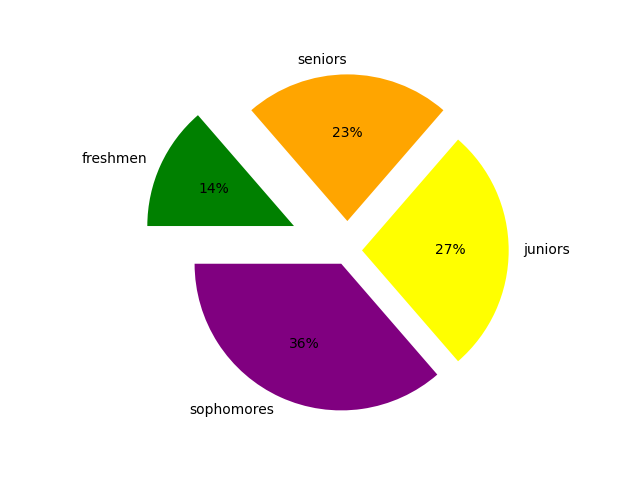 seniors
23%
freshmen
14%
juniors
27%
36%
sophomores